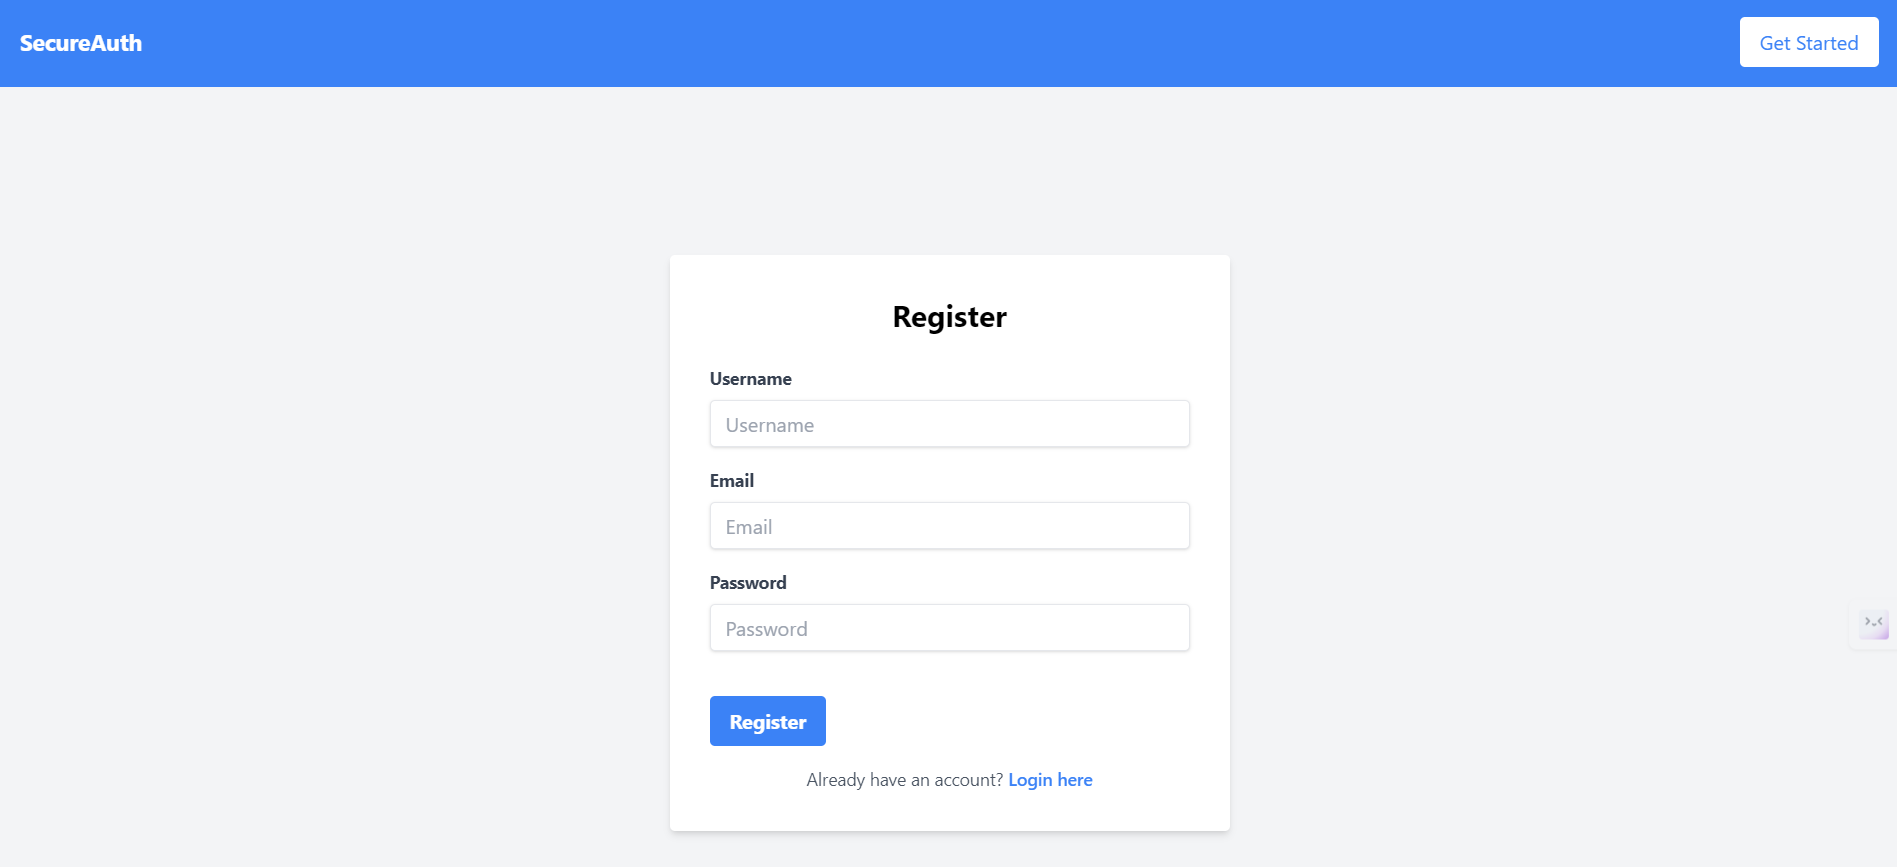 SecureAuth
Get Started
Register
Username
Username
Email
Email
Password
Password
Register
Already have an account? Login here